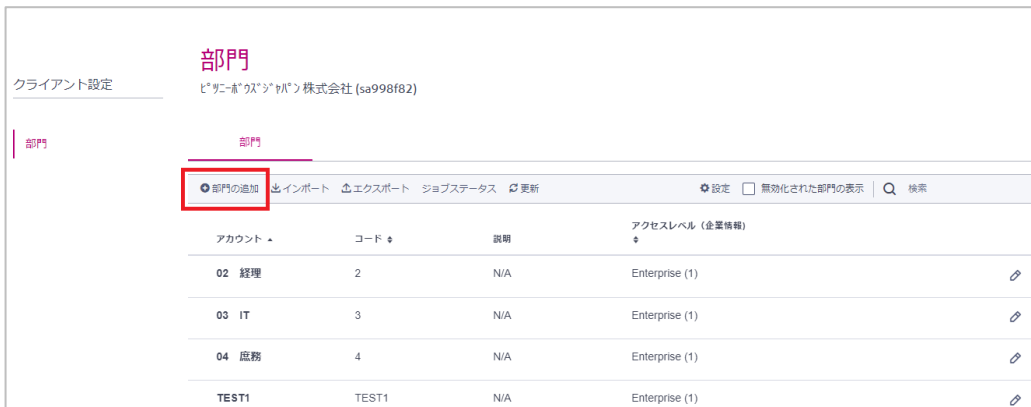 部門
ﾋﾟﾂﾆｰﾎﾞｳｽﾞｼﾞｬﾊﾟﾝ 株式会社 (sa998f82)
クライアント設定
部門
部門
部門の追加 インポート エクスポート ジョブステータス 更新 設定 無効化された部門の表示 検索
アカウント コード 説明 アクセスレベル（企業情報)
02 経理 2 N/A Enterprise (1)
03 IT 3 N/A Enterprise (1)
04 庶務 4 N/A Enterprise (1)
TEST1 TEST1 N/A Enterprise (1)